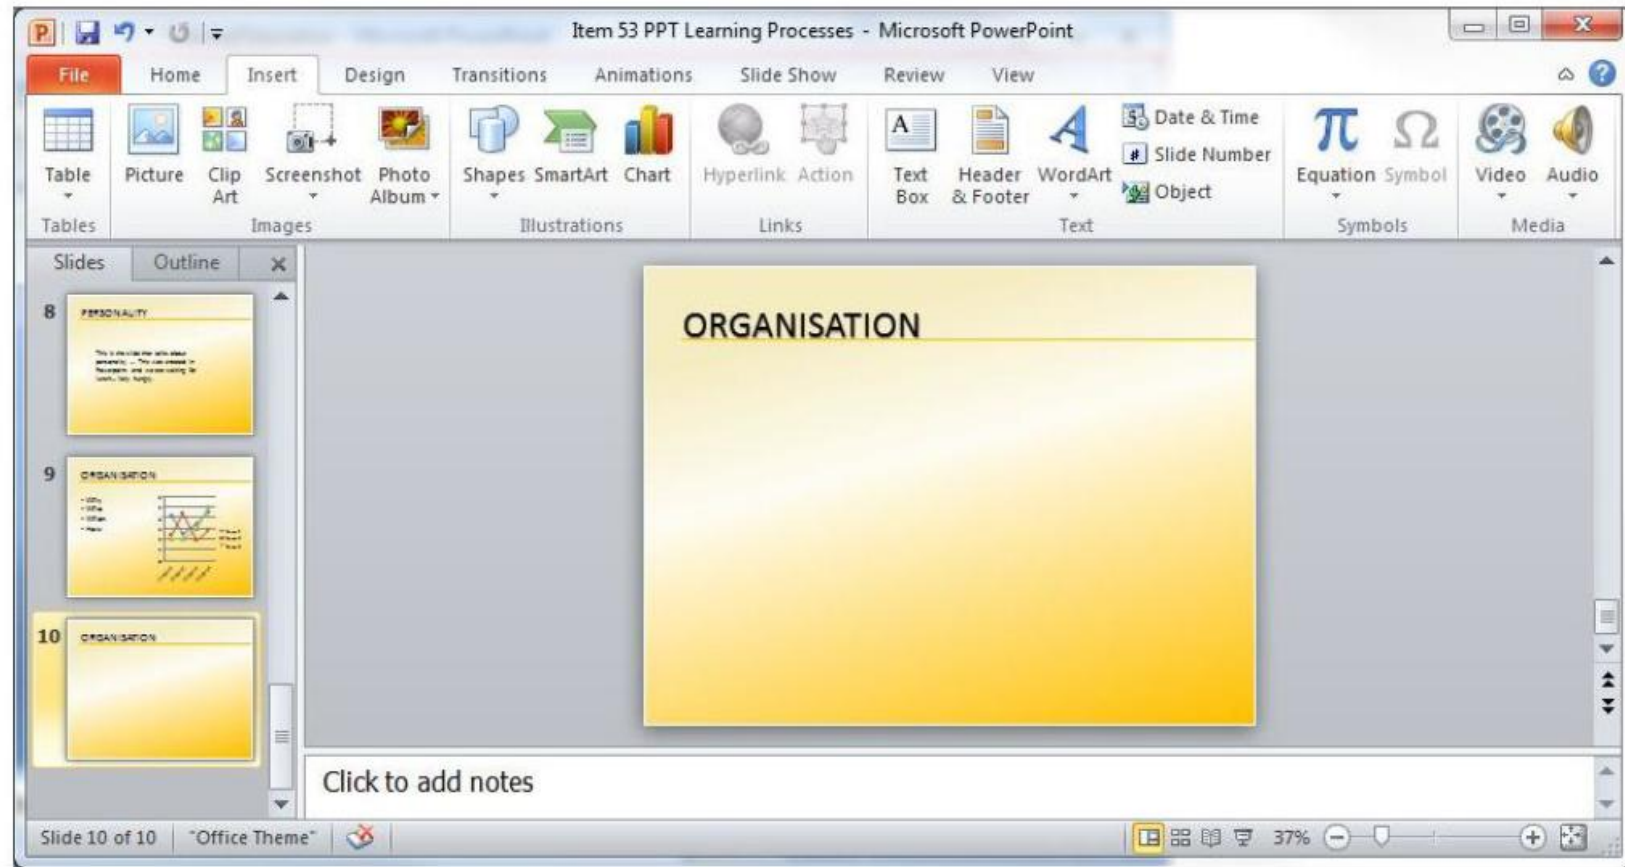 Item 53 PPT Learning Processes - Microsoft PowerPoint
File Home Insert Design Transitions Animations Slide Show Review View
Table Picture Clip Art Screenshot Photo Album Shapes SmartArt Chart Hyperlink Action Text Box Header & Footer WordArt Date & Time
Slide Number
Object
Equation Symbol Video Audio
Tables Images Illustrations Links Text Symbols Media
Slides Outline
8
PERSONALITY
9
ORGANISATION
10
ORGANISATION
ORGANISATION
Click to add notes
Slide 10 of 10 "Office Theme" 37%